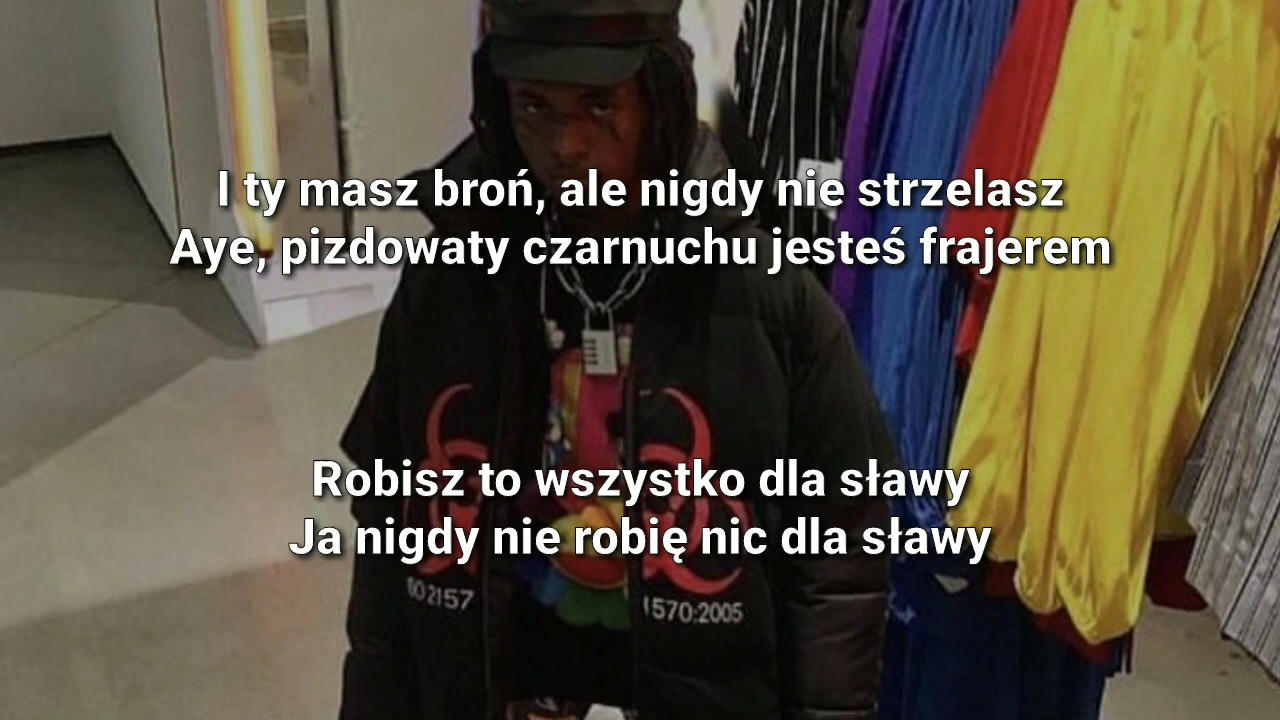 I ty masz broń, ale nigdy nie strzelasz
Aye, pizdowaty czarnuchu jesteś frajerem
Robisz to wszystko dla sławy
Ja nigdy nie robię nic dla sławy
2157
1570:2005